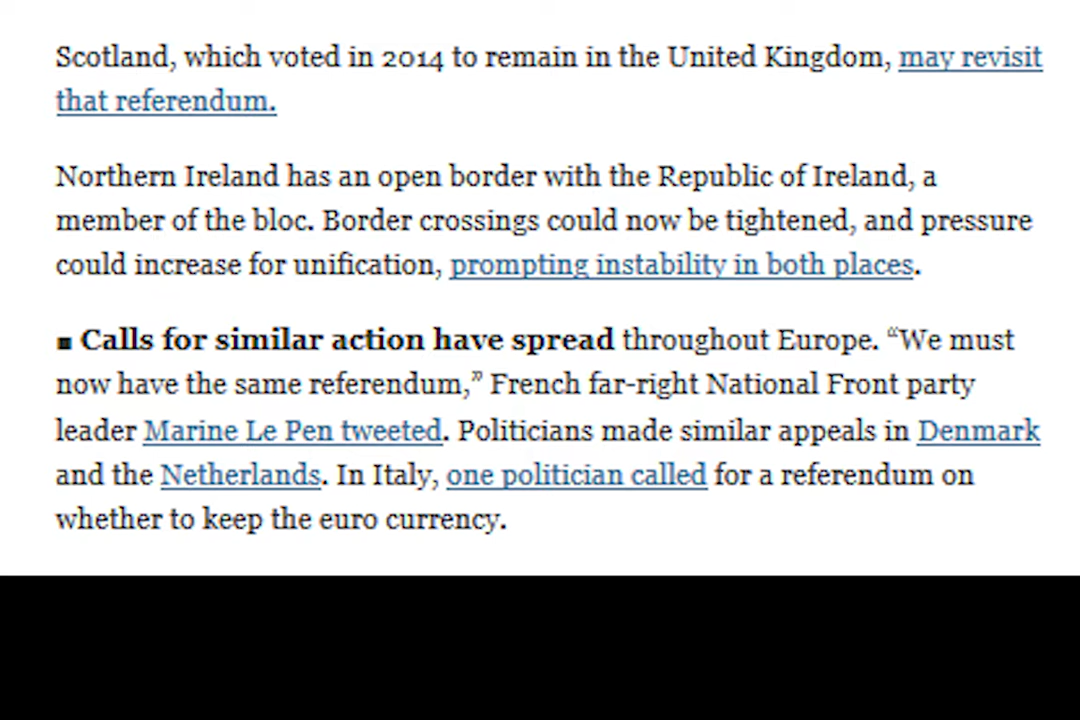 Scotland, which voted in 2014 to remain in the United Kingdom, may revisit
that referendum.
Northern Ireland has an open border with the Republic of Ireland, a
member of the bloc. Border crossings could now be tightened, and pressure
could increase for unification, prompting instability in both places.
■ Calls for similar action have spread throughout Europe. “We must
now have the same referendum,” French far-right National Front party
leader Marine Le Pen tweeted. Politicians made similar appeals in Denmark
and the Netherlands. In Italy, one politician called for a referendum on
whether to keep the euro currency.